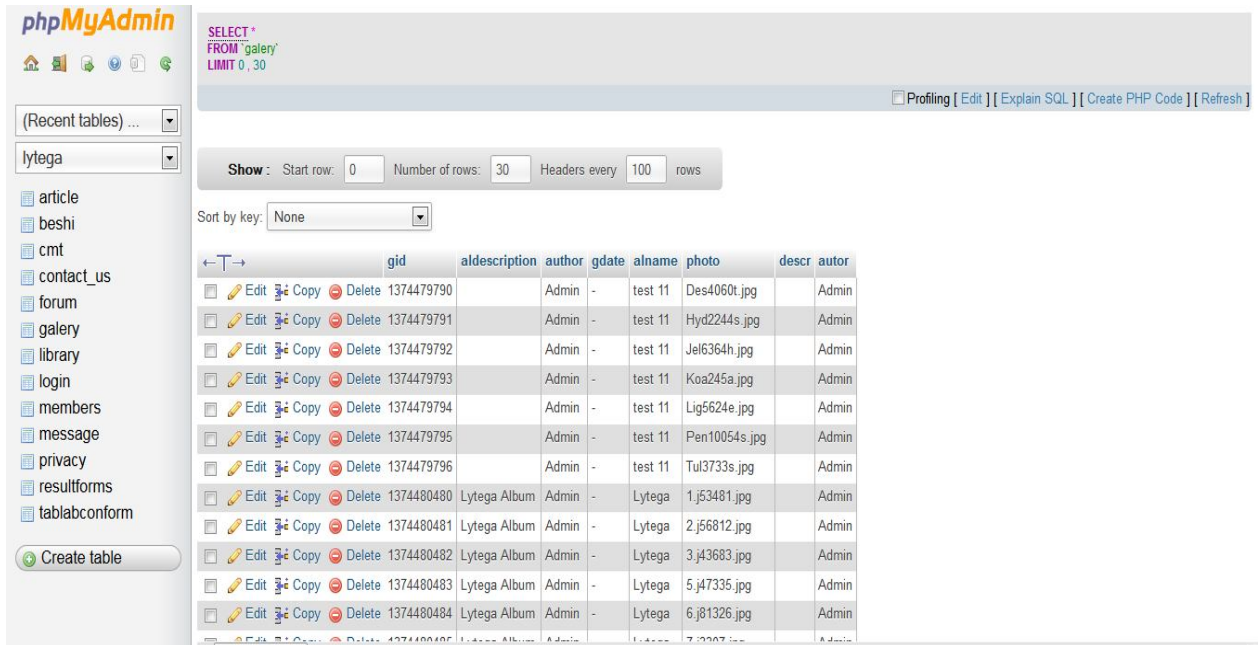 phpMyAdmin
(Recent tables) ...
lytega
article
beshi
cmt
contact_us
forum
galery
library
login
members
message
privacy
resultforms
tablabconform
Create table
SELECT *
FROM `galery`
LIMIT 0 , 30
Profiling [ Edit ] [ Explain SQL ] [ Create PHP Code ] [ Refresh ]
Show : Start row: 0 Number of rows: 30 Headers every 100 rows
Sort by key: None
←T→ gid aldescription author gdate alname photo descr autor
Edit Copy Delete 1374479790 Admin - test 11 Des4060t.jpg Admin
Edit Copy Delete 1374479791 Admin - test 11 Hyd2244s.jpg Admin
Edit Copy Delete 1374479792 Admin - test 11 Jel6364h.jpg Admin
Edit Copy Delete 1374479793 Admin - test 11 Koa245a.jpg Admin
Edit Copy Delete 1374479794 Admin - test 11 Lig5624e.jpg Admin
Edit Copy Delete 1374479795 Admin - test 11 Pen10054s.jpg Admin
Edit Copy Delete 1374479796 Admin - test 11 Tul3733s.jpg Admin
Edit Copy Delete 1374480480 Lytega Album Admin - Lytega 1.j53481.jpg Admin
Edit Copy Delete 1374480481 Lytega Album Admin - Lytega 2.j56812.jpg Admin
Edit Copy Delete 1374480482 Lytega Album Admin - Lytega 3.j43683.jpg Admin
Edit Copy Delete 1374480483 Lytega Album Admin - Lytega 5.j47335.jpg Admin
Edit Copy Delete 1374480484 Lytega Album Admin - Lytega 6.j81326.jpg Admin